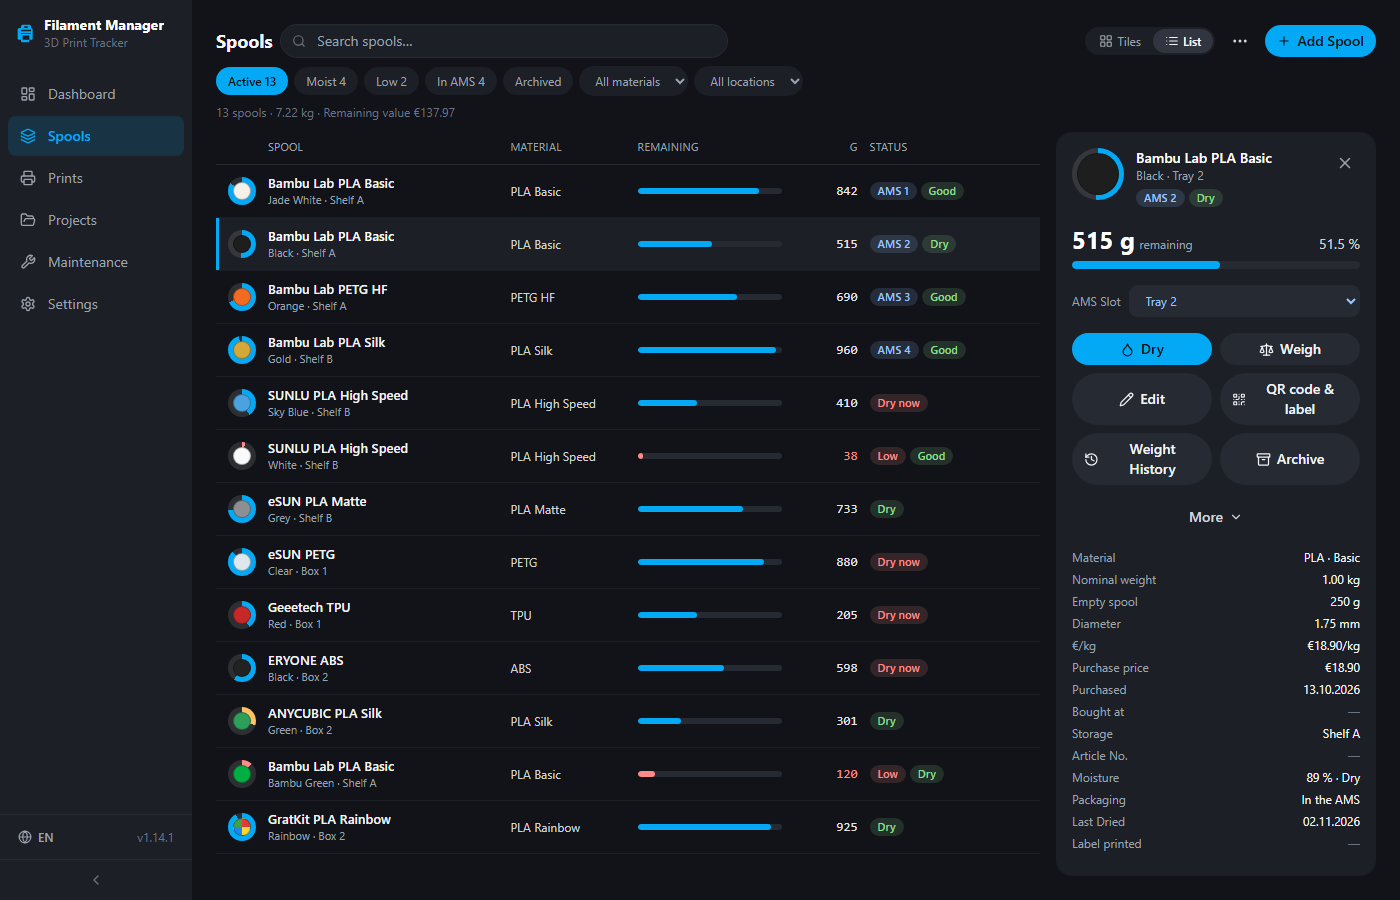 Filament Manager
3D Print Tracker
Dashboard
Spools
Prints
Projects
Maintenance
Settings
EN
v1.14.1
Spools
Search spools...
Tiles
List
Add Spool
Active 13
Moist 4
Low 2
In AMS 4
Archived
All materials
All locations
13 spools · 7.22 kg · Remaining value €137.97
SPOOL MATERIAL REMAINING G STATUS
Bambu Lab PLA Basic
Jade White · Shelf A
PLA Basic
842
AMS 1
Good
Bambu Lab PLA Basic
Black · Shelf A
PLA Basic
515
AMS 2
Dry
Bambu Lab PETG HF
Orange · Shelf A
PETG HF
690
AMS 3
Good
Bambu Lab PLA Silk
Gold · Shelf B
PLA Silk
960
AMS 4
Good
SUNLU PLA High Speed
Sky Blue · Shelf B
PLA High Speed
410
Dry now
SUNLU PLA High Speed
White · Shelf B
PLA High Speed
38
Low
Good
eSUN PLA Matte
Grey · Shelf B
PLA Matte
733
Dry
eSUN PETG
Clear · Box 1
PETG
880
Dry now
Geeetech TPU
Red · Box 1
TPU
205
Dry now
ERYONE ABS
Black · Box 2
ABS
598
Dry now
ANYCUBIC PLA Silk
Green · Box 2
PLA Silk
301
Dry
Bambu Lab PLA Basic
Bambu Green · Shelf A
PLA Basic
120
Low
Dry
GratKit PLA Rainbow
Rainbow · Box 2
PLA Rainbow
925
Dry
Bambu Lab PLA Basic
Black · Tray 2
AMS 2
Dry
515 g remaining 51.5 %
AMS Slot Tray 2
Dry
Weigh
Edit
QR code &
label
Weight
History
Archive
More
Material PLA · Basic
Nominal weight 1.00 kg
Empty spool 250 g
Diameter 1.75 mm
€/kg €18.90/kg
Purchase price €18.90
Purchased 13.10.2026
Bought at —
Storage Shelf A
Article No. —
Moisture 89 % · Dry
Packaging In the AMS
Last Dried 02.11.2026
Label printed —